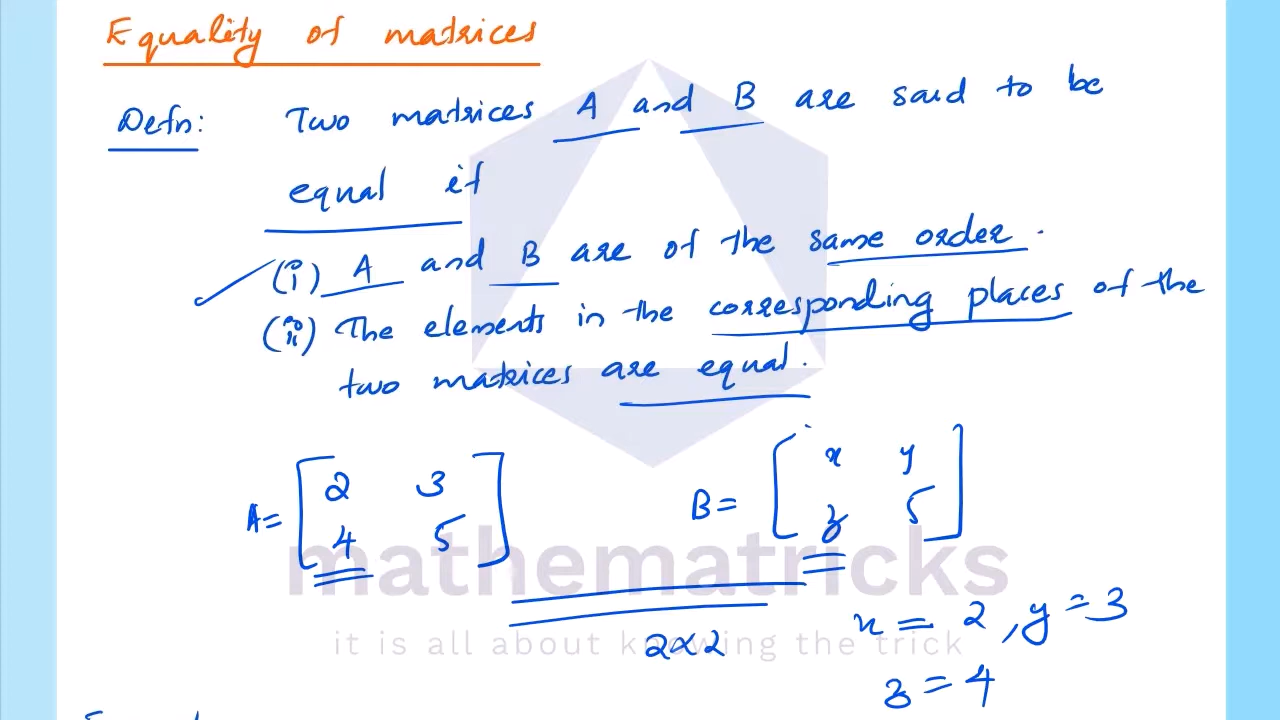 Equality of matrices
Defn: Two matrices A and B are said to be
equal if
(i) A and B are of the same order.
(ii) The elements in the corresponding places of the
two matrices are equal.
A = [2 3
4 5]
B = [x y
z 5]
mathematricks
it is all about knowing the trick
2×2
x = 2, y = 3
z = 4